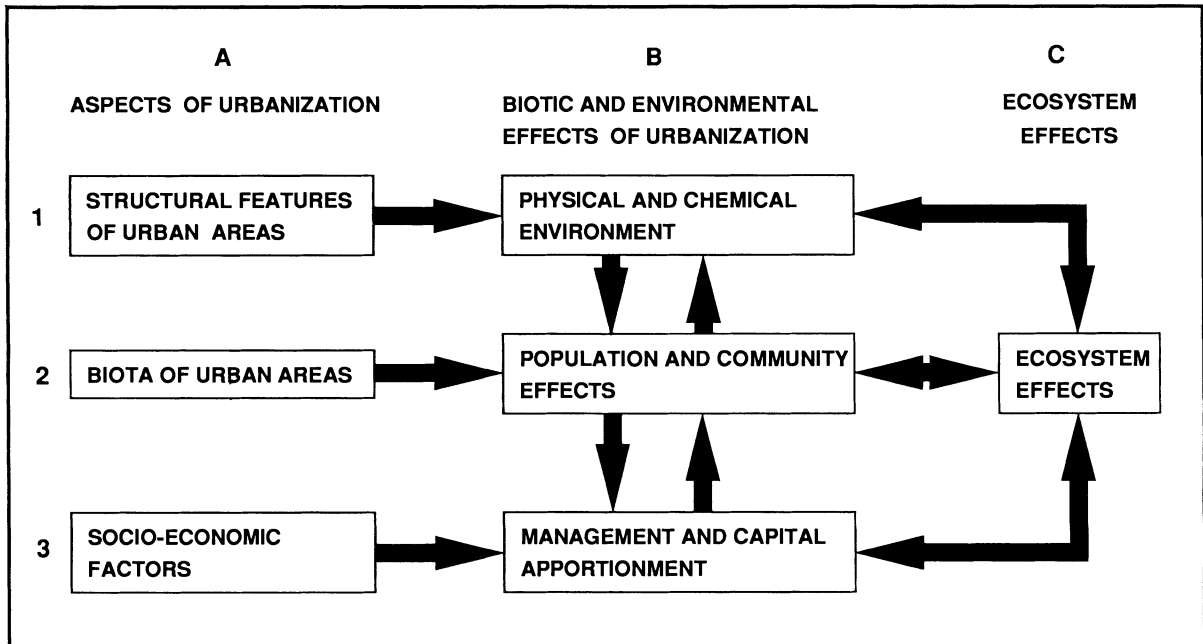 A
B
C
ASPECTS OF URBANIZATION
BIOTIC AND ENVIRONMENTAL
EFFECTS OF URBANIZATION
ECOSYSTEM
EFFECTS
1
STRUCTURAL FEATURES
OF URBAN AREAS
PHYSICAL AND CHEMICAL
ENVIRONMENT
2
BIOTA OF URBAN AREAS
POPULATION AND COMMUNITY
EFFECTS
ECOSYSTEM
EFFECTS
3
SOCIO-ECONOMIC
FACTORS
MANAGEMENT AND CAPITAL
APPORTIONMENT